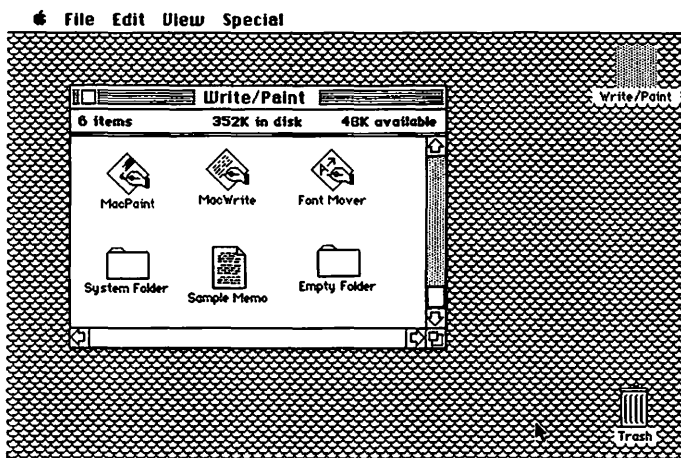 File Edit View Special
Write/Paint
Write/Paint
6 items 352K in disk 48K available
MacPaint MacWrite Font Mover
System Folder Sample Memo Empty Folder
Trash